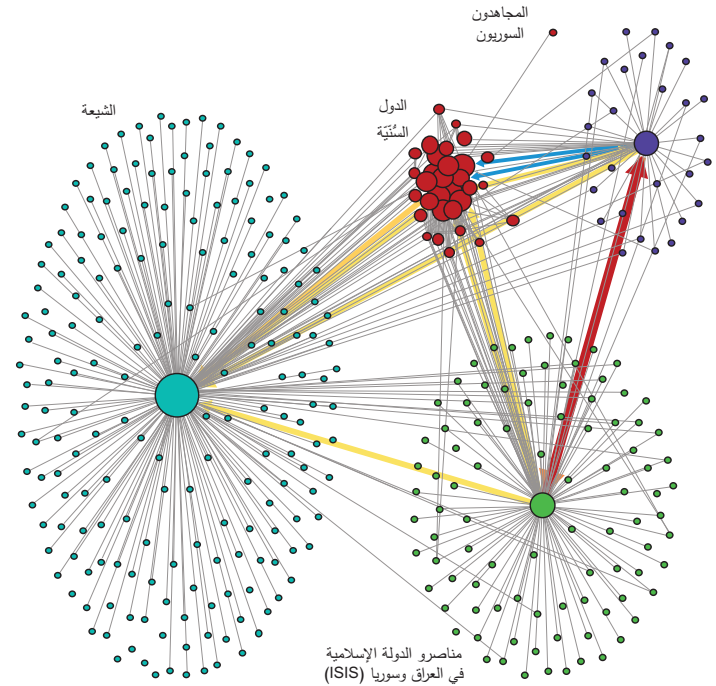 المجاهدون
السوريون
الشيعة
الدول
السُّنّيّة
مناصرو الدولة الإسلامية
في العراق وسوريا (ISIS)